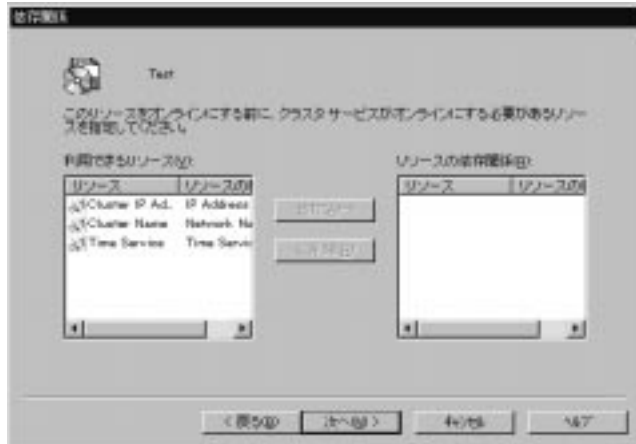 依存関係
Test
このリソースをオンラインにする前に、クラスタ サービスがオンラインにする必要があるリソー
スを指定してください。
利用できるリソース(V):
リソースの依存関係(R):
リソース リソースの
Cluster IP Ad.. IP Address
Cluster Name Network Na
Time Service Time Servic
リソース リソースの
< 戻る(B)
次へ(N) >
キャンセル
ヘルプ